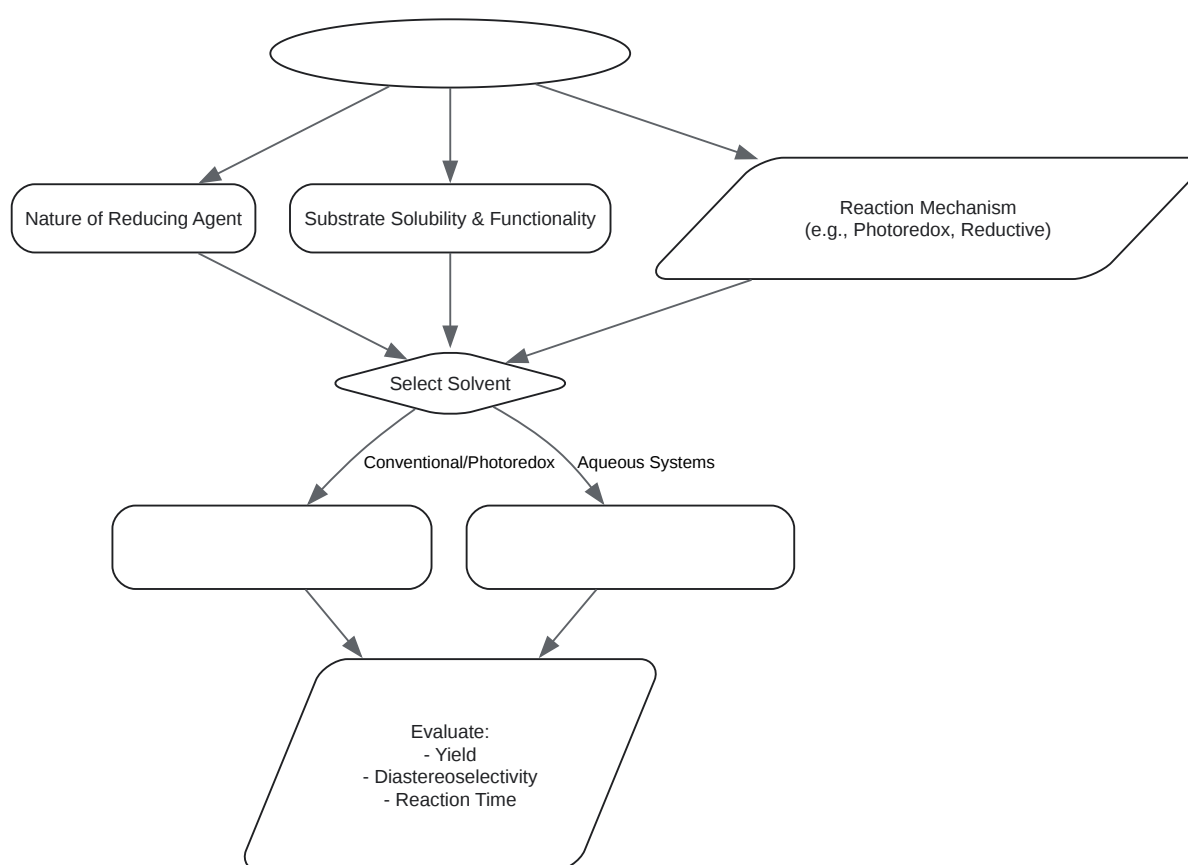 Nature of Reducing Agent
Substrate Solubility & Functionality
Reaction Mechanism
(e.g., Photoredox, Reductive)
Select Solvent
Conventional/Photoredox
Aqueous Systems
Evaluate:
- Yield
- Diastereoselectivity
- Reaction Time